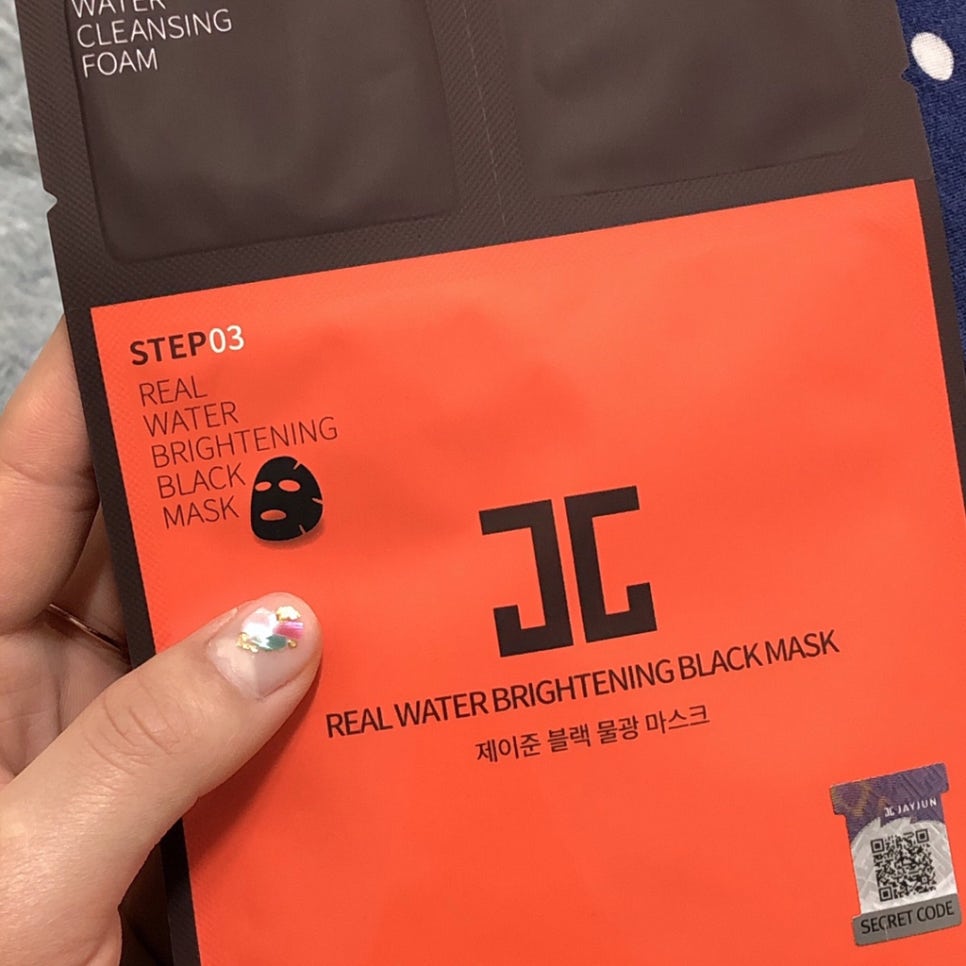 WATER
CLEANSING
FOAM
STEP03
REAL
WATER
BRIGHTENING
BLACK
MASK
REAL WATER BRIGHTENING BLACK MASK
제이준 블랙 물광 마스크
JAYJUN
SECRET CODE